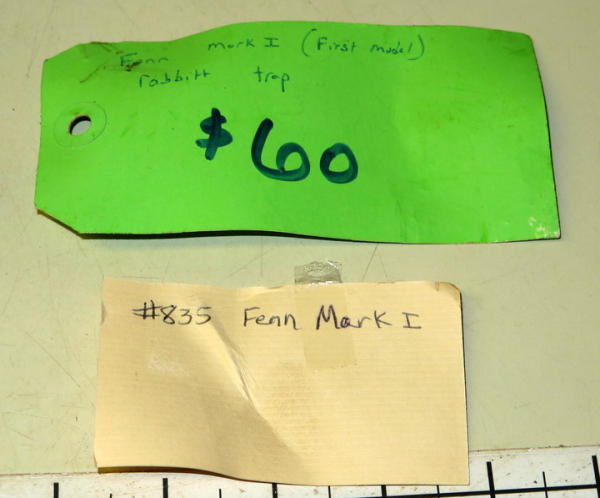 Fenn mark I (First model)
rabbitt trap
$60
#835 Fenn Mark I